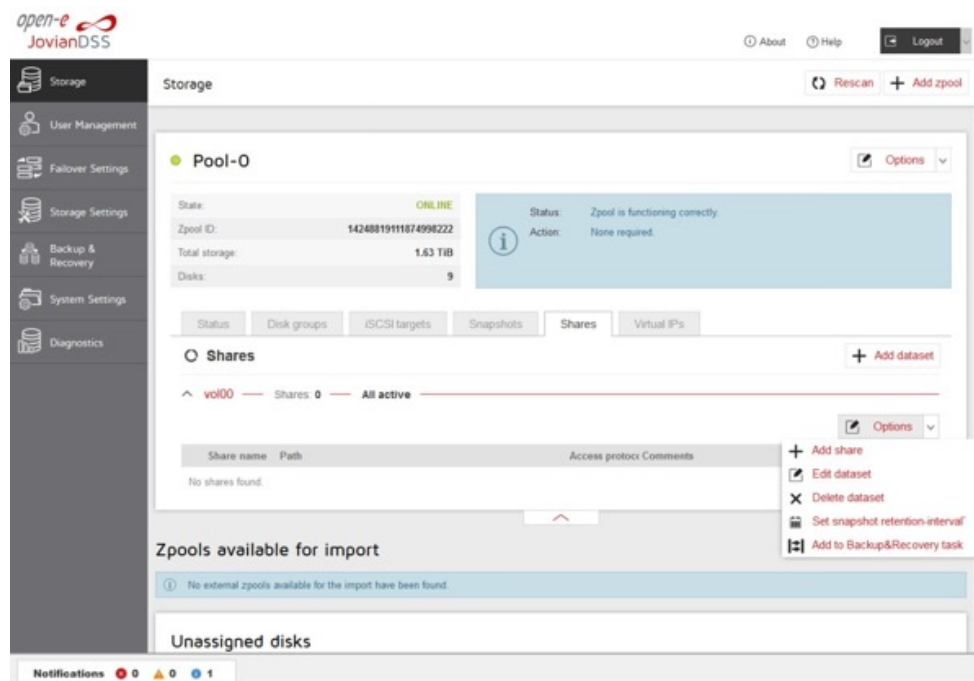 open-e
JovianDSS
About
Help
Logout
Storage
User Management
Failover Settings
Storage Settings
Backup &
Recovery
System Settings
Diagnostics
Storage
Rescan
Add zpool
Pool-0
Options
State: ONLINE
Zpool ID: 14248819111874998222
Total storage: 1.63 TiB
Disks: 9
Status: Zpool is functioning correctly.
Action: None required.
Status Disk groups iSCSI targets Snapshots Shares Virtual IPs
Shares
Add dataset
vol00 Shares: 0 All active
Options
Share name Path Access protoco Comments
No shares found.
Add share
Edit dataset
Delete dataset
Set snapshot retention-interval
Add to Backup&Recovery task
Zpools available for import
No external zpools available for the import have been found.
Unassigned disks
Notifications 0 0 1